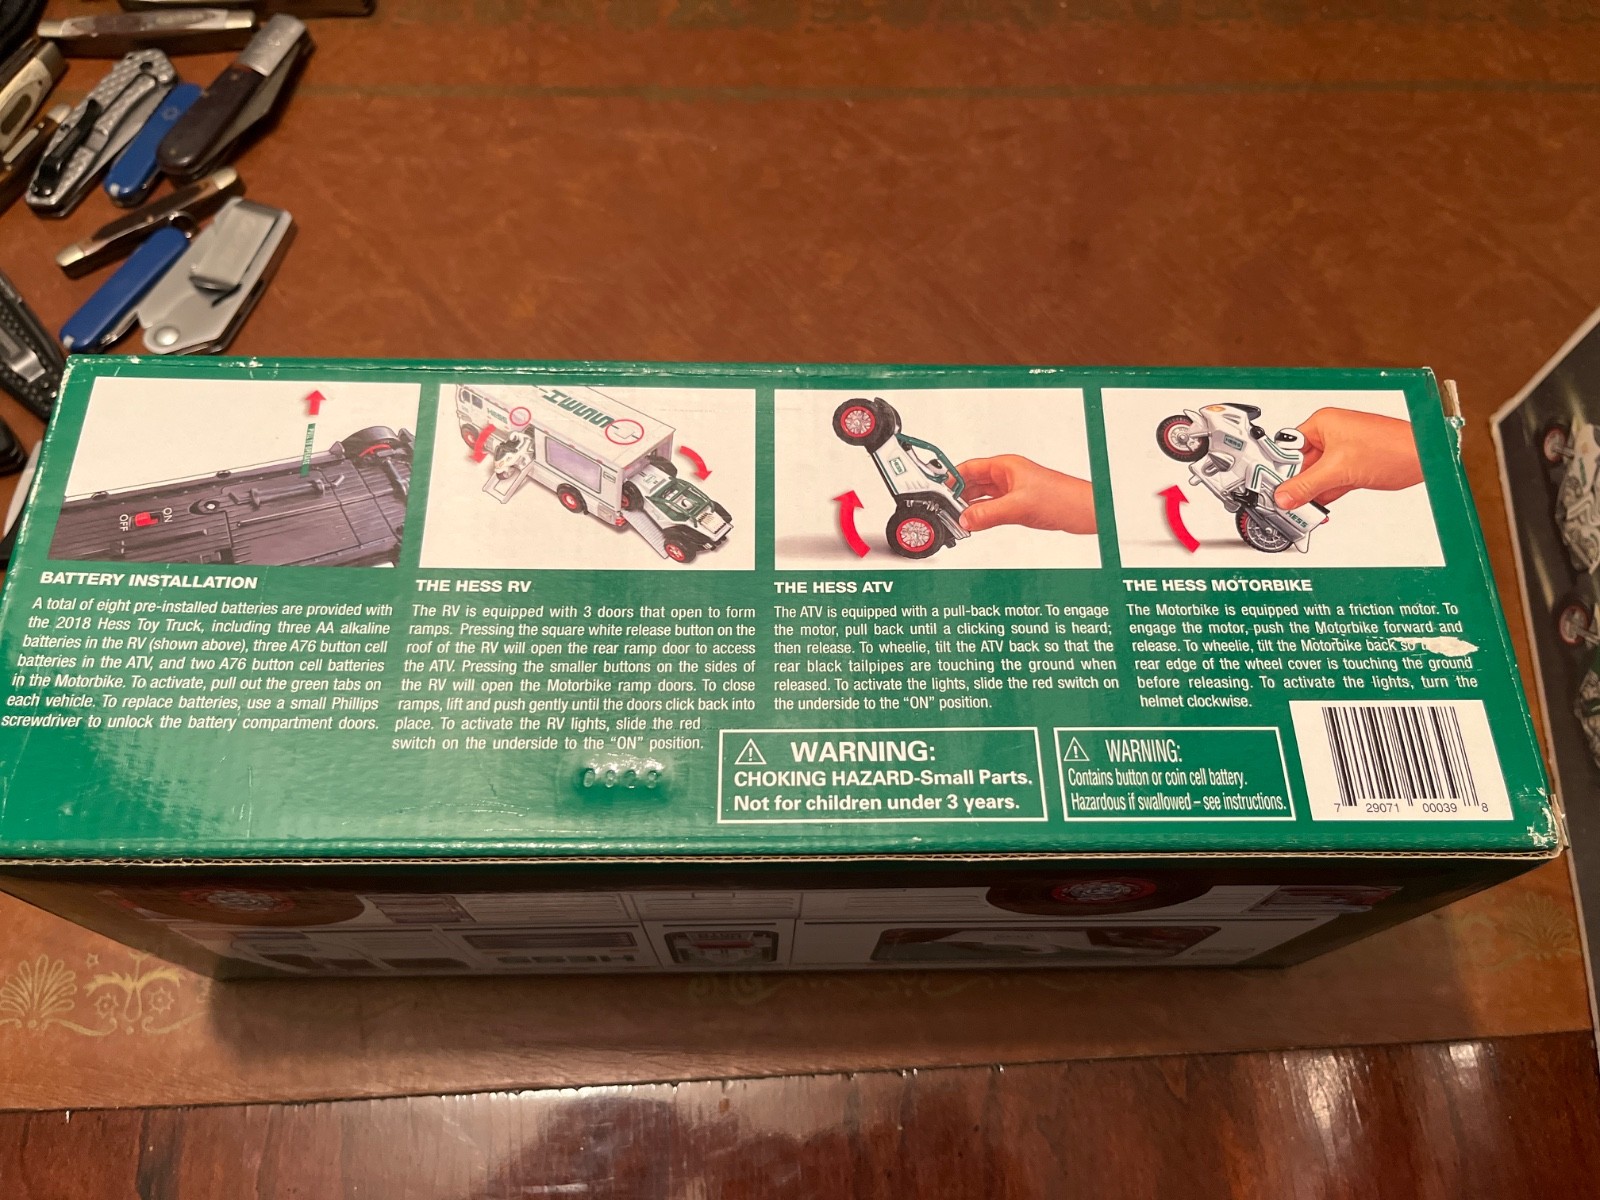 OFF ON
BATTERY INSTALLATION
A total of eight pre-installed batteries are provided with
the 2018 Hess Toy Truck, including three AA alkaline
batteries in the RV (shown above), three A76 button cell
batteries in the ATV, and two A76 button cell batteries
in the Motorbike. To activate, pull out the green tabs on
each vehicle. To replace batteries, use a small Phillips
screwdriver to unlock the battery compartment doors.
HESS
THE HESS RV
The RV is equipped with 3 doors that open to form
ramps. Pressing the square white release button on the
roof of the RV will open the rear ramp door to access
the ATV. Pressing the smaller buttons on the sides of
the RV will open the Motorbike ramp doors. To close
ramps, lift and push gently until the doors click back into
place. To activate the RV lights, slide the red
switch on the underside to the “ON” position.
THE HESS ATV
The ATV is equipped with a pull-back motor. To engage
the motor, pull back until a clicking sound is heard;
then release. To wheelie, tilt the ATV back so that the
rear black tailpipes are touching the ground when
released. To activate the lights, slide the red switch on
the underside to the “ON” position.
HESS
HESS
THE HESS MOTORBIKE
The Motorbike is equipped with a friction motor. To
engage the motor, push the Motorbike forward and
release. To wheelie, tilt the Motorbike back so
rear edge of the wheel cover is touching the ground
before releasing. To activate the lights, turn the
helmet clockwise.
WARNING:
CHOKING HAZARD-Small Parts.
Not for children under 3 years.
WARNING:
Contains button or coin cell battery.
Hazardous if swallowed – see instructions.
7 29071 00039 8
HESS